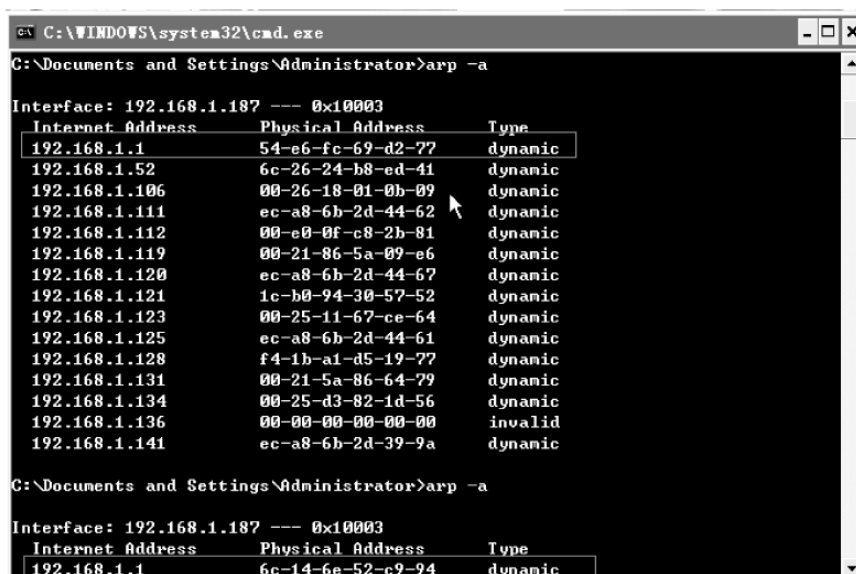 C:\WINDOWS\system32\cmd.exe
C:\Documents and Settings\Administrator>arp -a
Interface: 192.168.1.187 --- 0x10003
Internet Address Physical Address Type
192.168.1.1 54-e6-fc-69-d2-77 dynamic
192.168.1.52 6c-26-24-b8-ed-41 dynamic
192.168.1.106 00-26-18-01-0b-09 dynamic
192.168.1.111 ec-a8-6b-2d-44-62 dynamic
192.168.1.112 00-e0-0f-c8-2b-81 dynamic
192.168.1.119 00-21-86-5a-09-e6 dynamic
192.168.1.120 ec-a8-6b-2d-44-67 dynamic
192.168.1.121 1c-b0-94-30-57-52 dynamic
192.168.1.123 00-25-11-67-ce-64 dynamic
192.168.1.125 ec-a8-6b-2d-44-61 dynamic
192.168.1.128 f4-1b-a1-d5-19-77 dynamic
192.168.1.131 00-21-5a-86-64-79 dynamic
192.168.1.134 00-25-d3-82-1d-56 dynamic
192.168.1.136 00-00-00-00-00-00 invalid
192.168.1.141 ec-a8-6b-2d-39-9a dynamic
C:\Documents and Settings\Administrator>arp -a
Interface: 192.168.1.187 --- 0x10003
Internet Address Physical Address Type
192.168.1.1 6c-14-6e-52-c9-94 dynamic